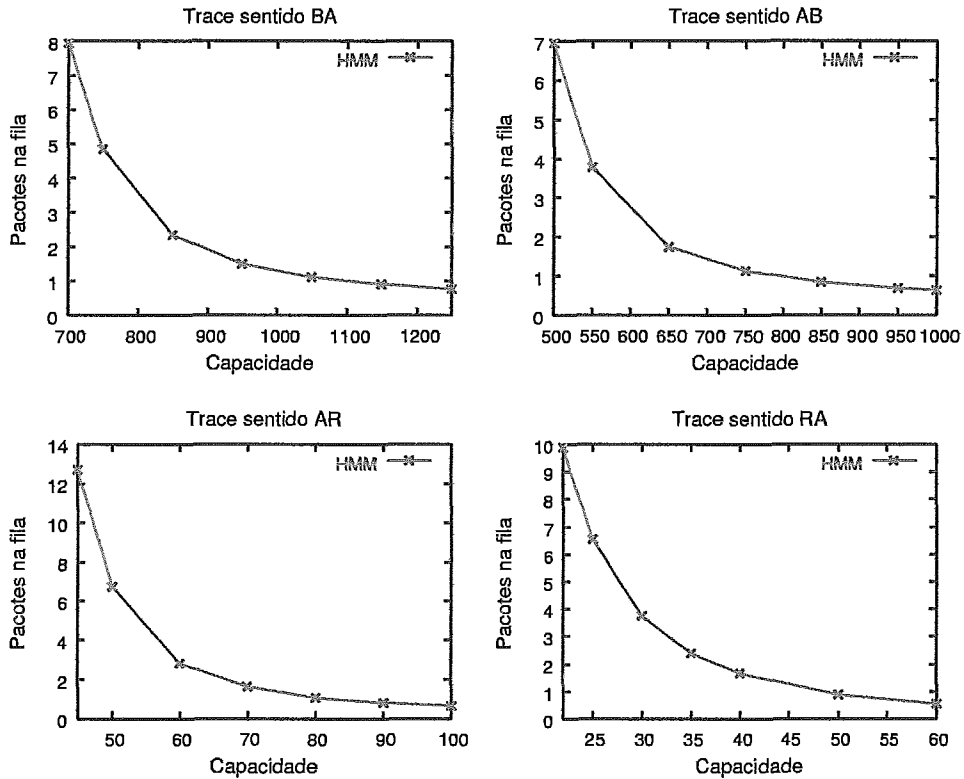 Trace sentido BA
8
7
6
5
4
3
2
1
0
Pacotes na fila
HMM
700 800 900 1000 1100 1200
Capacidade
Trace sentido AB
7
6
5
4
3
2
1
0
Pacotes na fila
HMM
500 550 600 650 700 750 800 850 900 950 1000
Capacidade
Trace sentido AR
14
12
10
8
6
4
2
0
Pacotes na fila
HMM
50 60 70 80 90 100
Capacidade
Trace sentido RA
10
9
8
7
6
5
4
3
2
1
0
Pacotes na fila
HMM
25 30 35 40 45 50 55 60
Capacidade